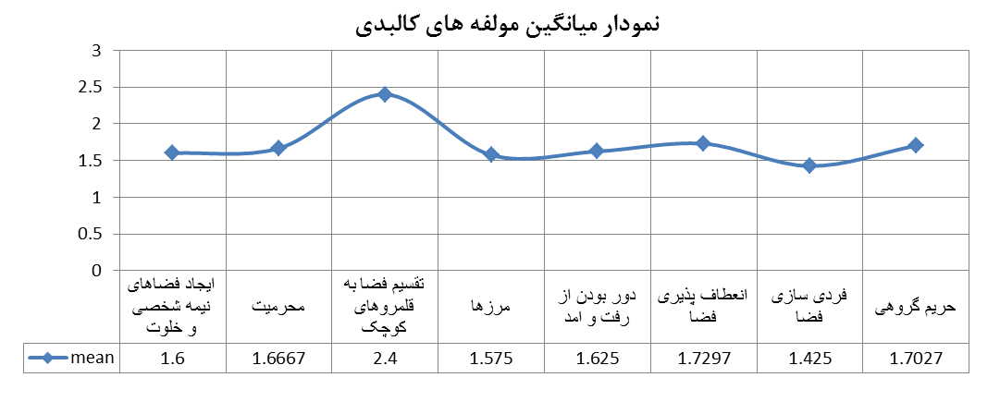 نمودار میانگین مولفه های کالبدی
3
2.5
2
1.5
1
0.5
0
ایجاد فضاهای
نیمه شخصی
و خلوت
محرمیت
تقسیم فضا به
قلمروهای
کوچک
مرزها
دور بودن از
رفت و امد
انعطاف پذیری
فضا
فردی سازی
فضا
حریم گروهی
mean 1.6 1.6667 2.4 1.575 1.625 1.7297 1.425 1.7027